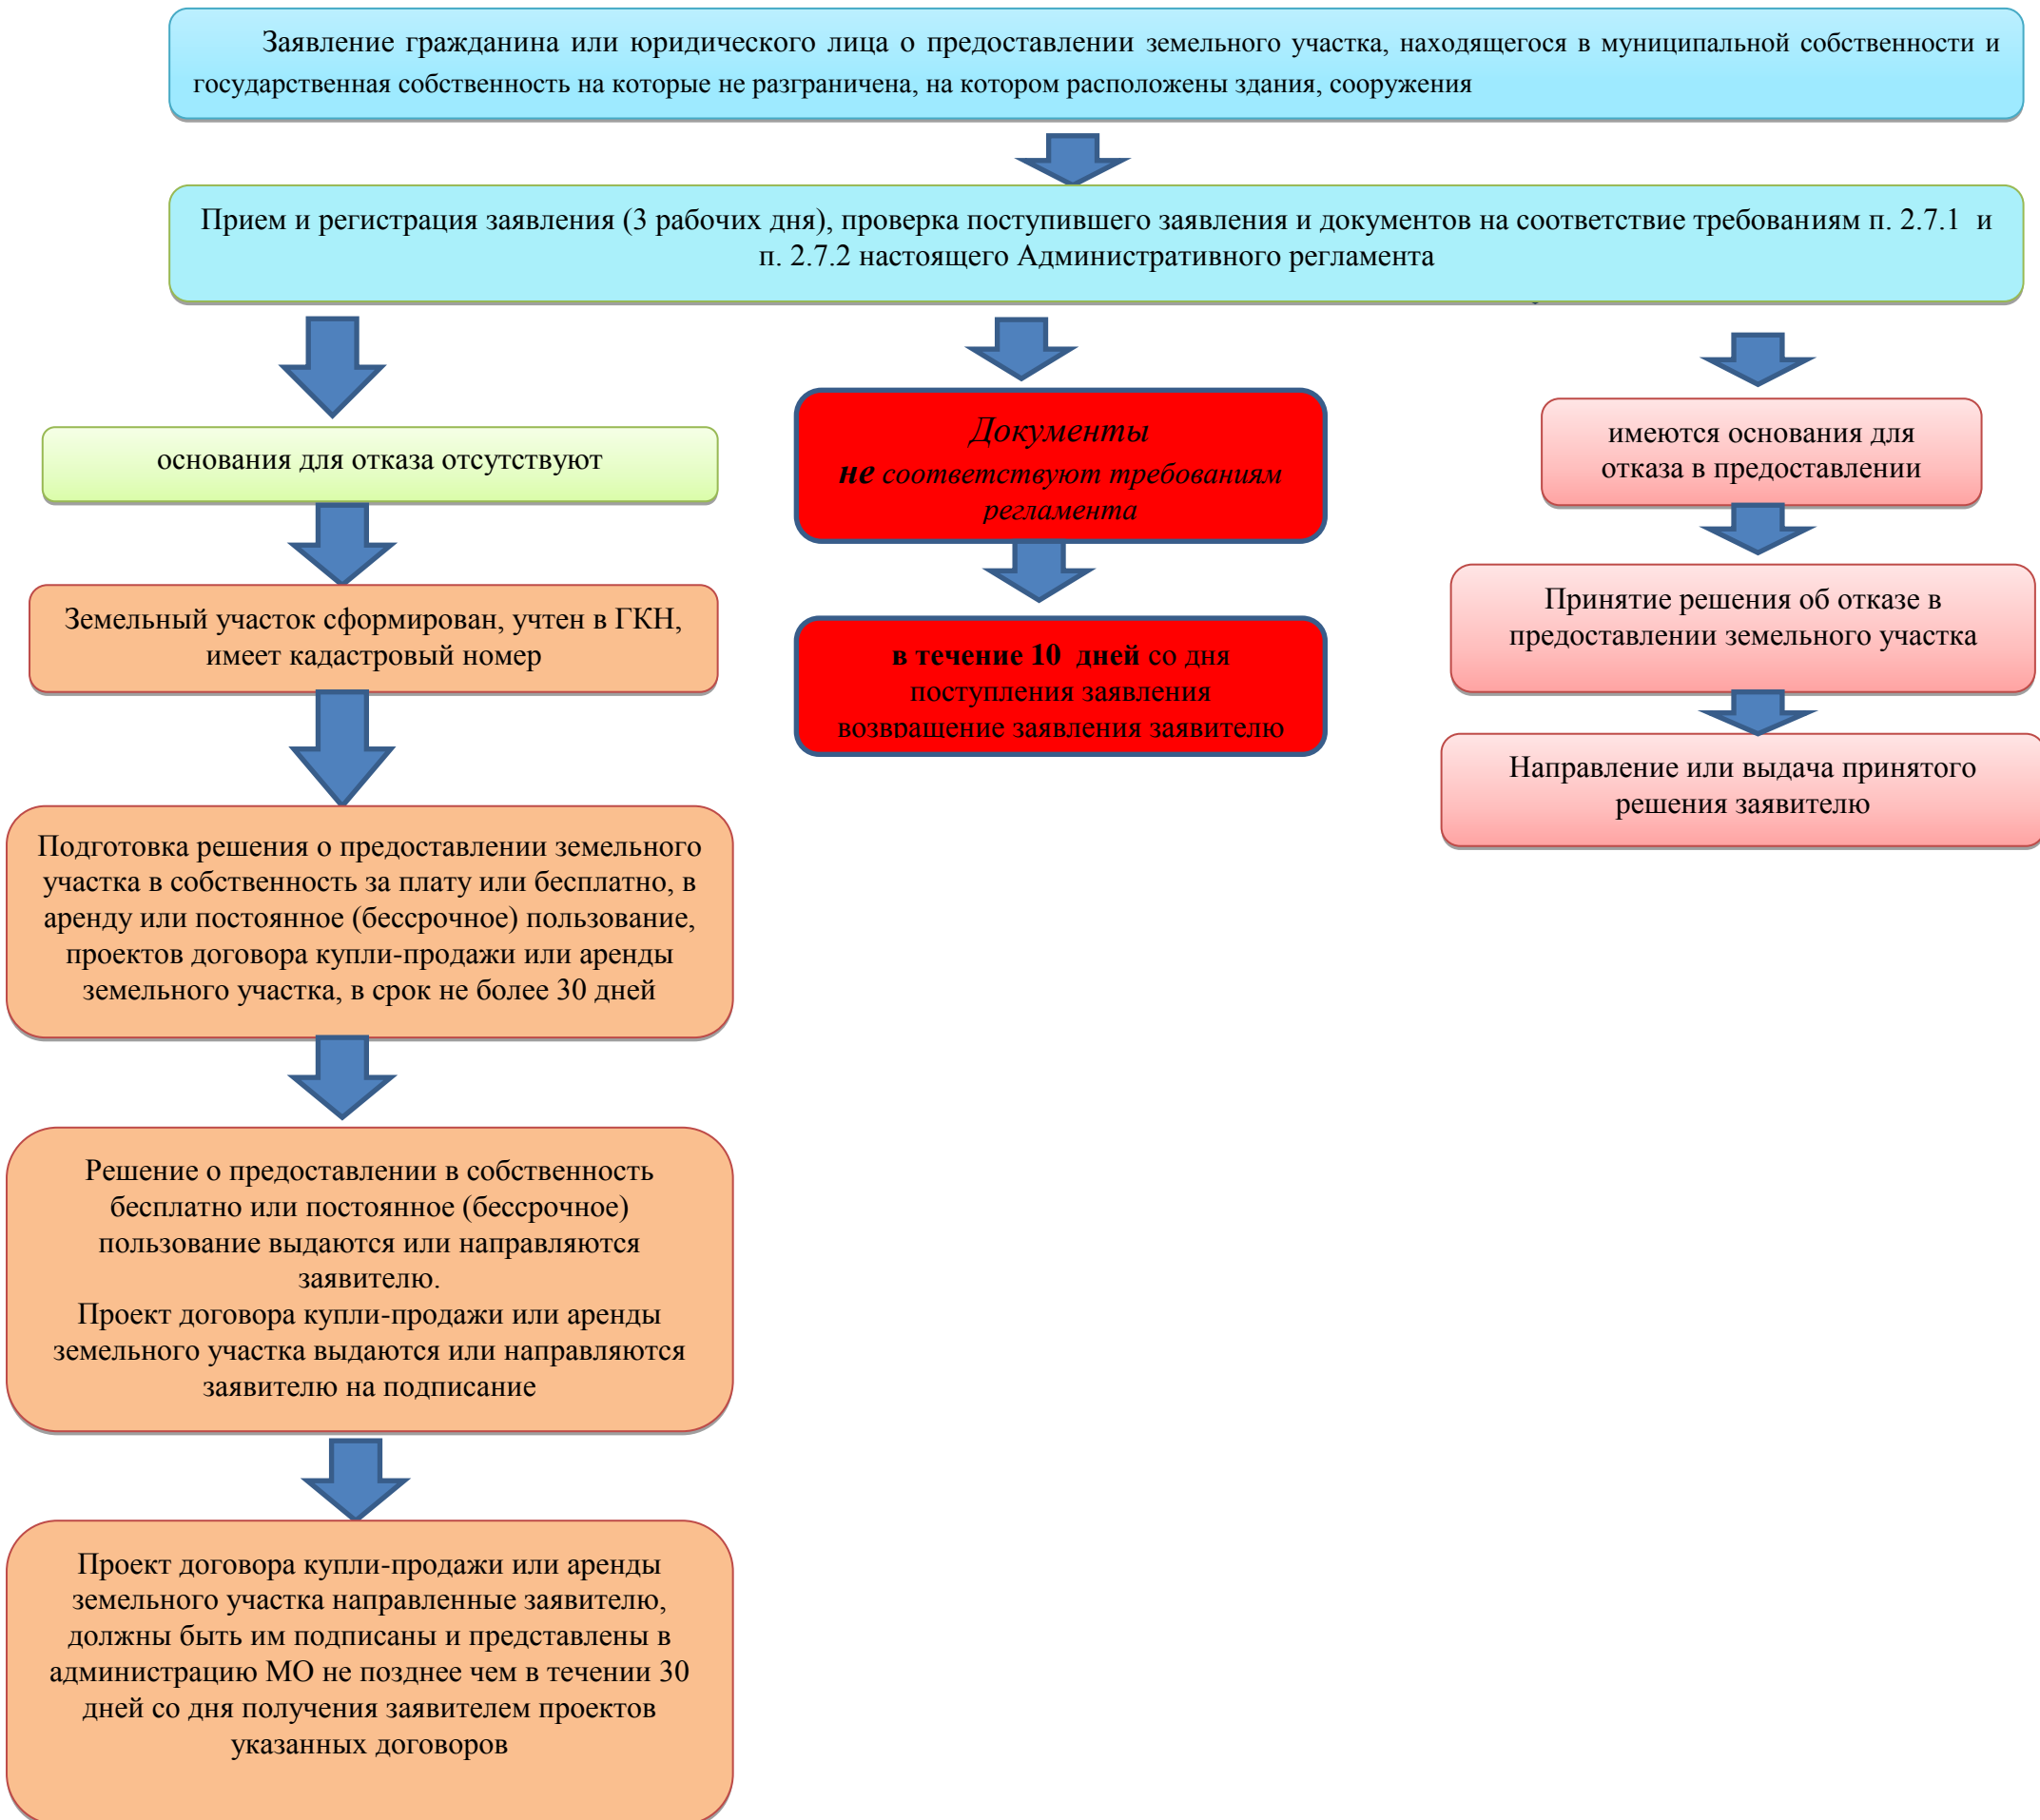 Заявление гражданина или юридического лица о предоставлении земельного участка, находящегося в муниципальной собственности и
государственная собственность на которые не разграничена, на котором расположены здания, сооружения
Прием и регистрация заявления (3 рабочих дня), проверка поступившего заявления и документов на соответствие требованиям п. 2.7.1 и
п. 2.7.2 настоящего Административного регламента
основания для отказа отсутствуют
Земельный участок сформирован, учтен в ГКН,
имеет кадастровый номер
Подготовка решения о предоставлении земельного
участка в собственность за плату или бесплатно, в
аренду или постоянное (бессрочное) пользование,
проектов договора купли-продажи или аренды
земельного участка, в срок не более 30 дней
Решение о предоставлении в собственность
бесплатно или постоянное (бессрочное)
пользование выдаются или направляются
заявителю.
Проект договора купли-продажи или аренды
земельного участка выдаются или направляются
заявителю на подписание
Проект договора купли-продажи или аренды
земельного участка направленные заявителю,
должны быть им подписаны и представлены в
администрацию МО не позднее чем в течении 30
дней со дня получения заявителем проектов
указанных договоров
Документы
не соответствуют требованиям
регламента
в течение 10 дней со дня
поступления заявления
возвращение заявления заявителю
имеются основания для
отказа в предоставлении
Принятие решения об отказе в
предоставлении земельного участка
Направление или выдача принятого
решения заявителю